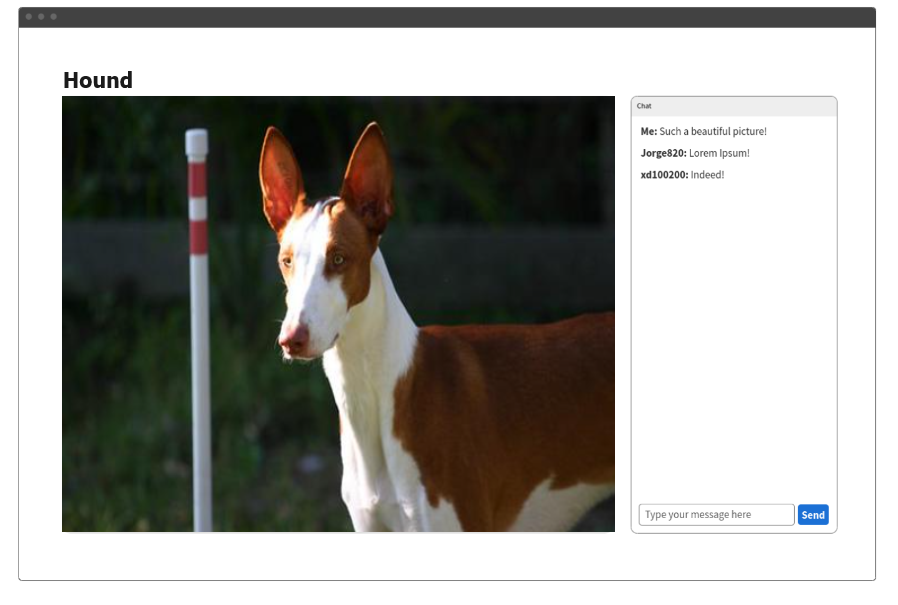 Hound
Chat
Me: Such a beautiful picture!
Jorge820: Lorem Ipsum!
xd100200: Indeed!
Type your message here
Send